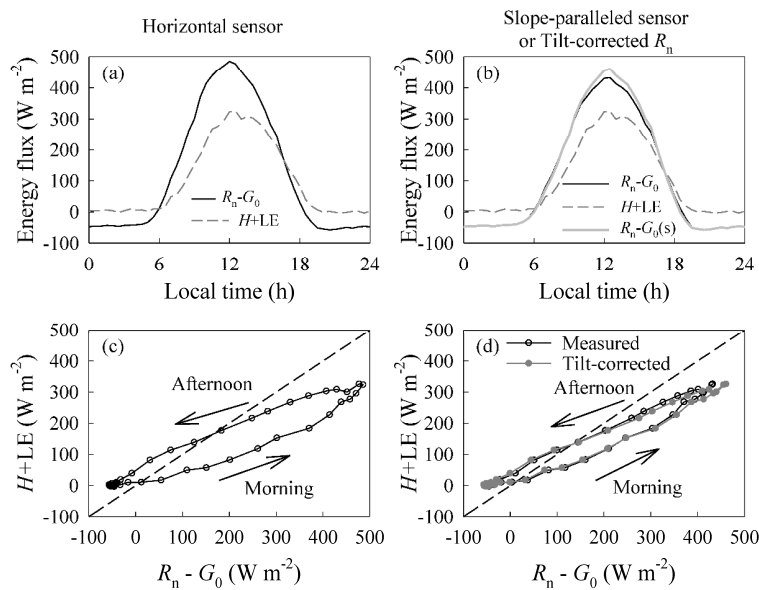 Horizontal sensor
Slope-paralleled sensor
or Tilt-corrected Rn
(a)
Energy flux (W m-2)
500
400
300
200
100
0
-100
Rn-G0
H+LE
0 6 12 18 24
Local time (h)
(b)
Energy flux (W m-2)
500
400
300
200
100
0
-100
Rn-G0
H+LE
Rn-G0(s)
0 6 12 18 24
Local time (h)
(c)
H+LE (W m-2)
500
400
300
200
100
0
-100
Afternoon
Morning
-100 0 100 200 300 400 500
Rn - G0 (W m-2)
(d)
H+LE (W m-2)
500
400
300
200
100
0
-100
Measured
Tilt-corrected
Afternoon
Morning
-100 0 100 200 300 400 500
Rn - G0 (W m-2)